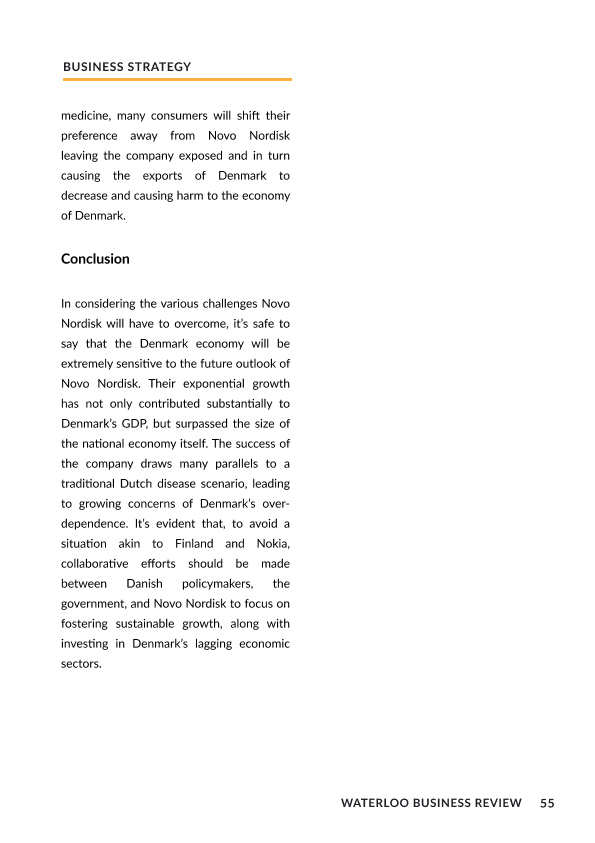 BUSINESS STRATEGY
medicine, many consumers will shift their
preference away from Novo Nordisk
leaving the company exposed and in turn
causing the exports of Denmark to
decrease and causing harm to the economy
of Denmark.
Conclusion
In considering the various challenges Novo
Nordisk will have to overcome, it’s safe to
say that the Denmark economy will be
extremely sensitive to the future outlook of
Novo Nordisk. Their exponential growth
has not only contributed substantially to
Denmark’s GDP, but surpassed the size of
the national economy itself. The success of
the company draws many parallels to a
traditional Dutch disease scenario, leading
to growing concerns of Denmark’s over-
dependence. It’s evident that, to avoid a
situation akin to Finland and Nokia,
collaborative efforts should be made
between Danish policymakers, the
government, and Novo Nordisk to focus on
fostering sustainable growth, along with
investing in Denmark’s lagging economic
sectors.
WATERLOO BUSINESS REVIEW 55